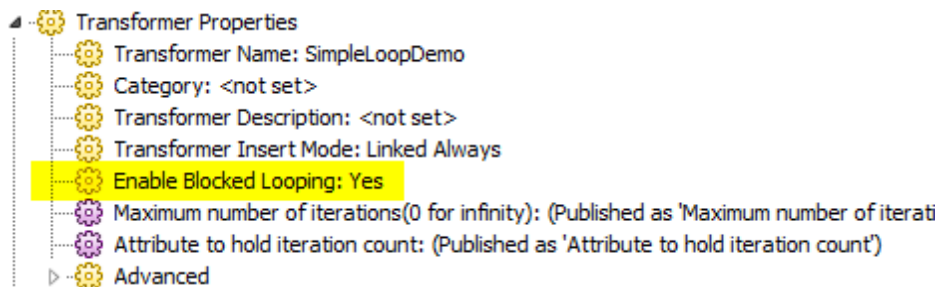 Transformer Properties
Transformer Name: SimpleLoopDemo
Category: <not set>
Transformer Description: <not set>
Transformer Insert Mode: Linked Always
Enable Blocked Looping: Yes
Maximum number of iterations(0 for infinity): (Published as 'Maximum number of iterati
Attribute to hold iteration count: (Published as 'Attribute to hold iteration count')
Advanced